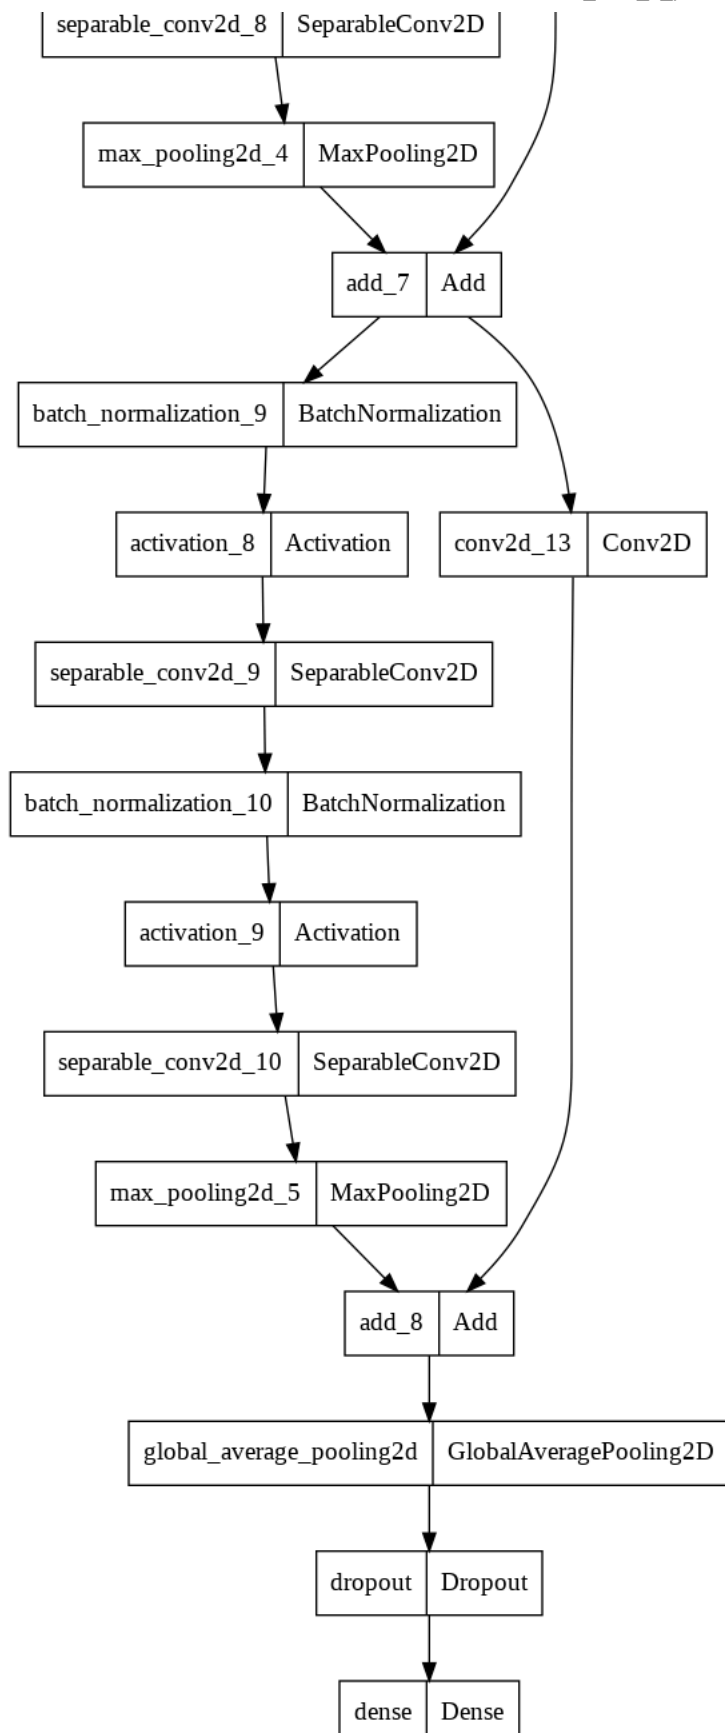 separable_conv2d_8 SeparableConv2D
max_pooling2d_4 MaxPooling2D
add_7 Add
batch_normalization_9 BatchNormalization
activation_8 Activation conv2d_13 Conv2D
separable_conv2d_9 SeparableConv2D
batch_normalization_10 BatchNormalization
activation_9 Activation
separable_conv2d_10 SeparableConv2D
max_pooling2d_5 MaxPooling2D
add_8 Add
global_average_pooling2d GlobalAveragePooling2D
dropout Dropout
dense Dense